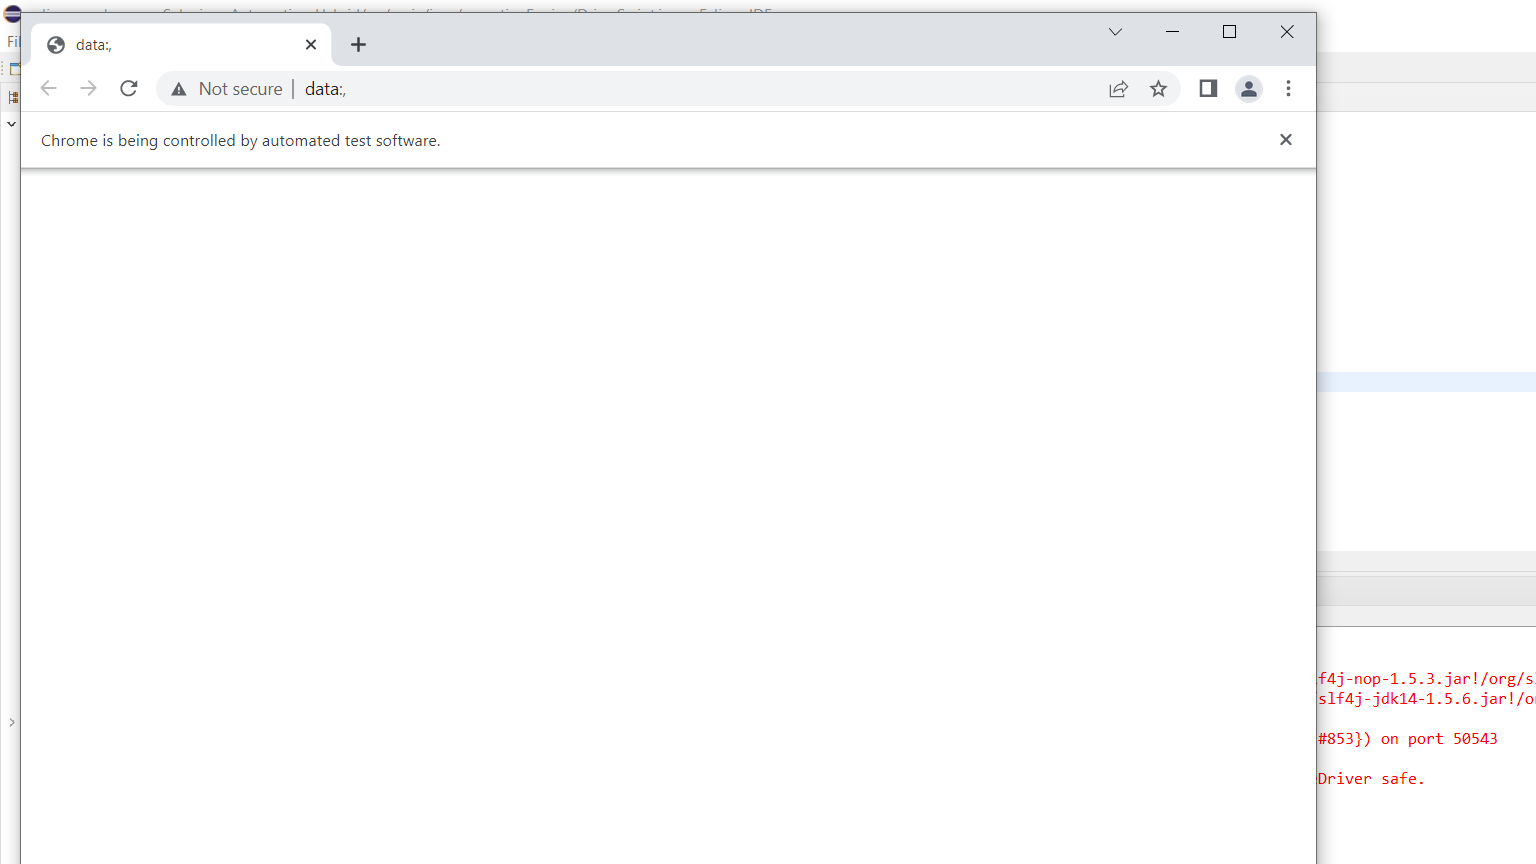 Fil
data:,
Not secure
data:,
Chrome is being controlled by automated test software.
f4j-nop-1.5.3.jar!/org/s
slf4j-jdk14-1.5.6.jar!/o
#853}) on port 50543
Driver safe.